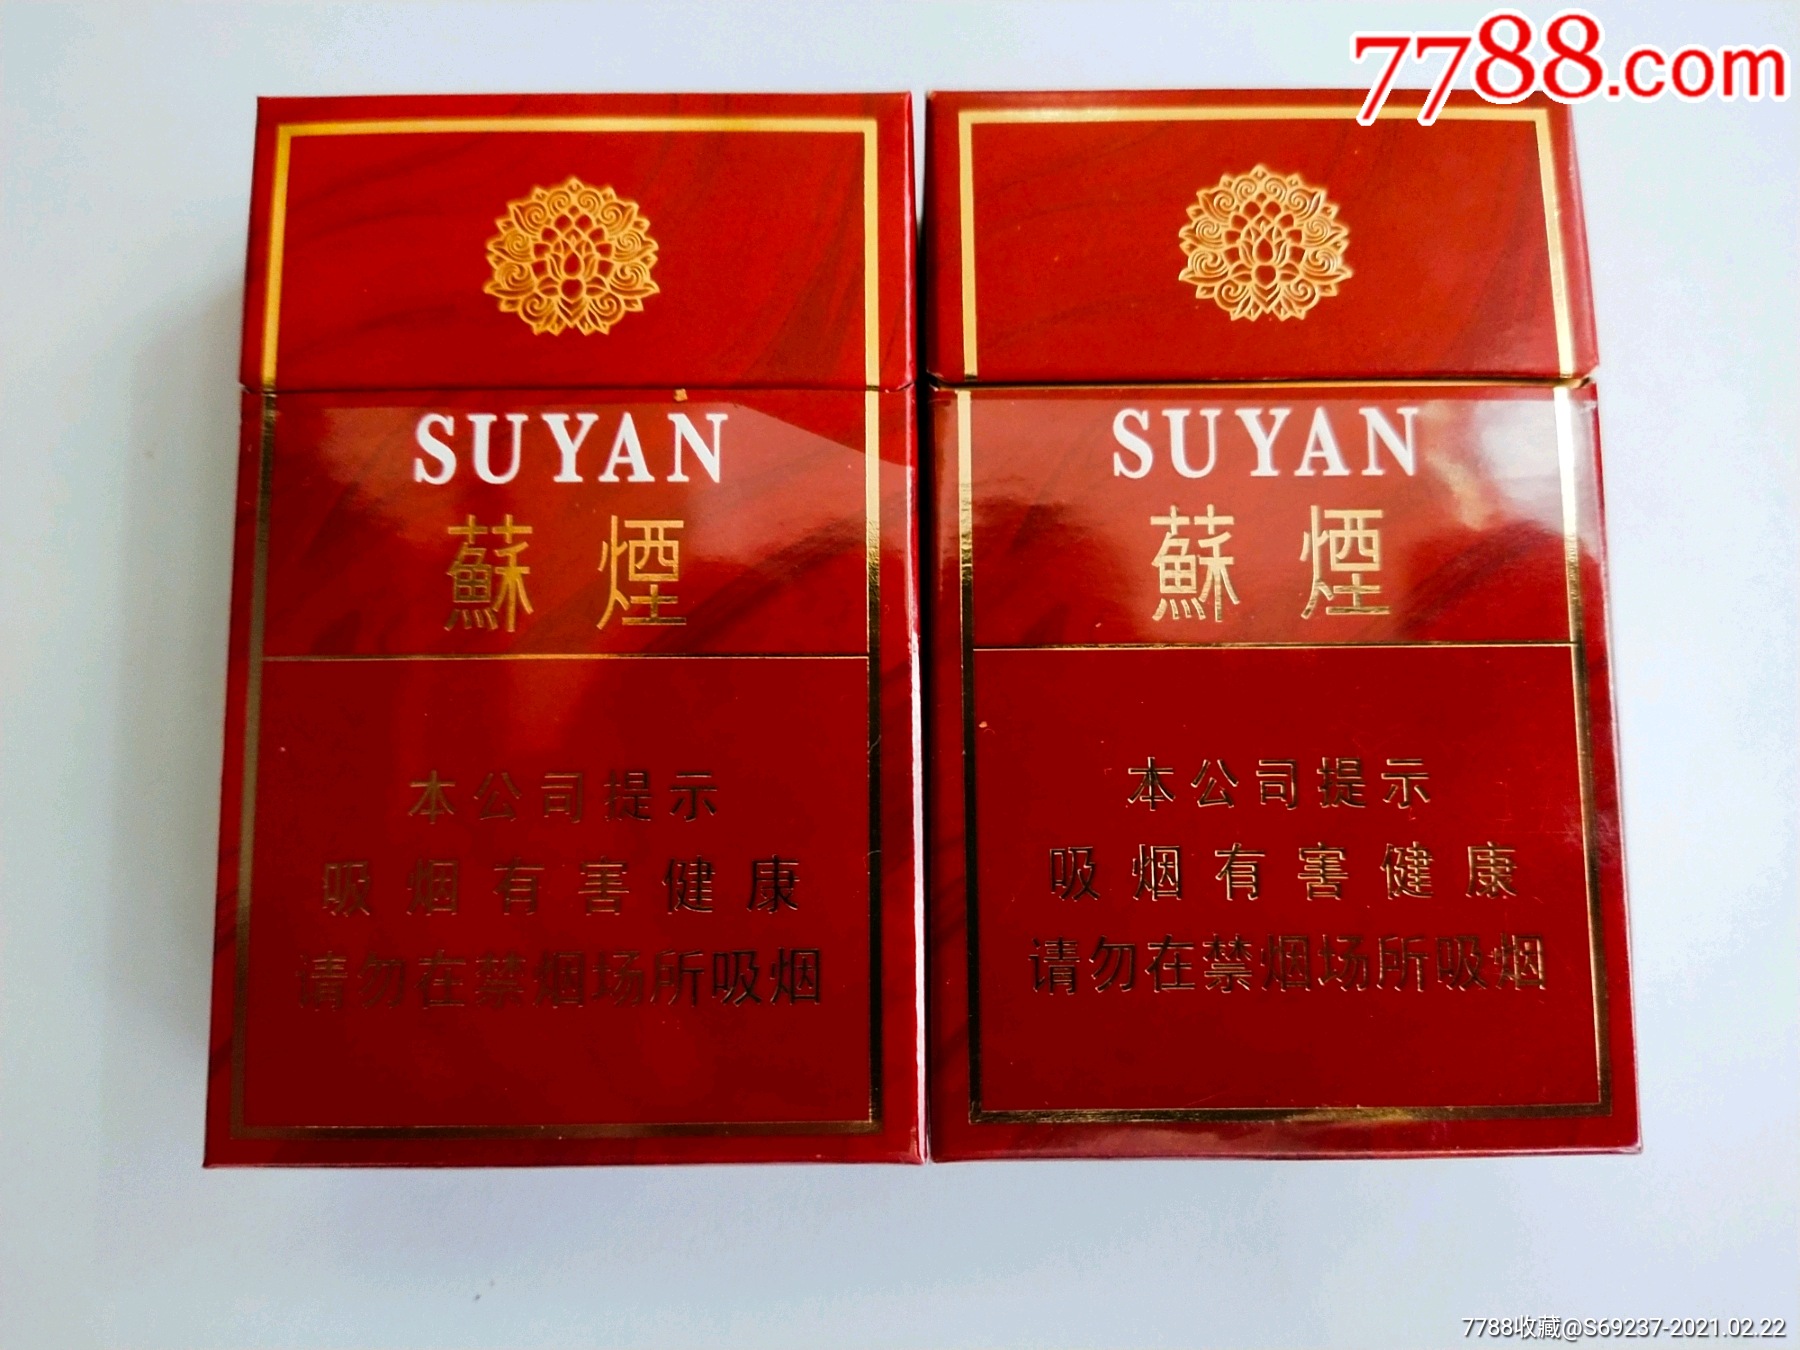 7788.com
SUYAN
蘇煙
本公司提示
吸烟有害健康
请勿在禁烟场所吸烟
SUYAN
蘇煙
本公司提示
吸烟有害健康
请勿在禁烟场所吸烟
7788收藏@S69237-2021.02.22